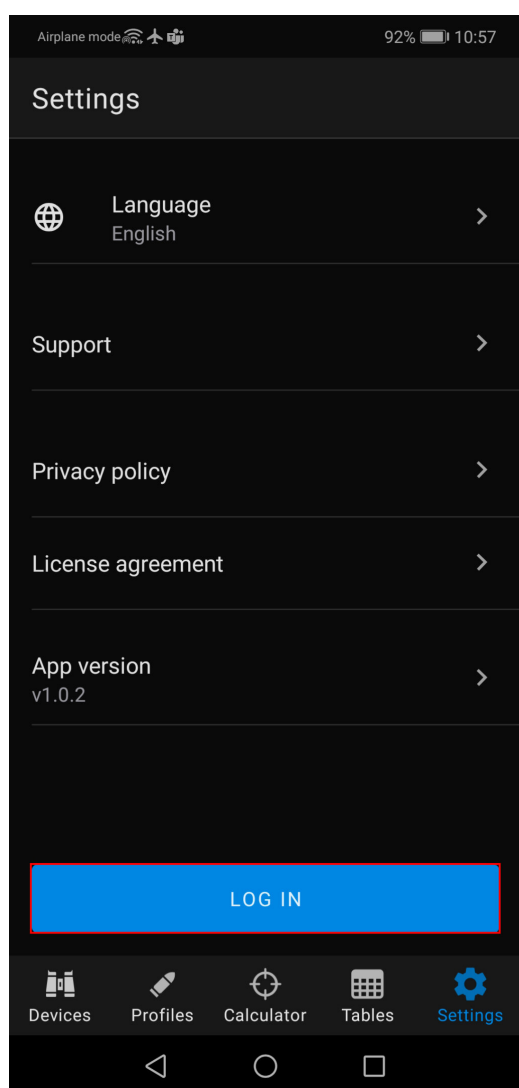 Airplane mode 92% 10:57
Settings
Language
English
Support
Privacy policy
License agreement
App version
v1.0.2
LOG IN
Devices Profiles Calculator Tables Settings